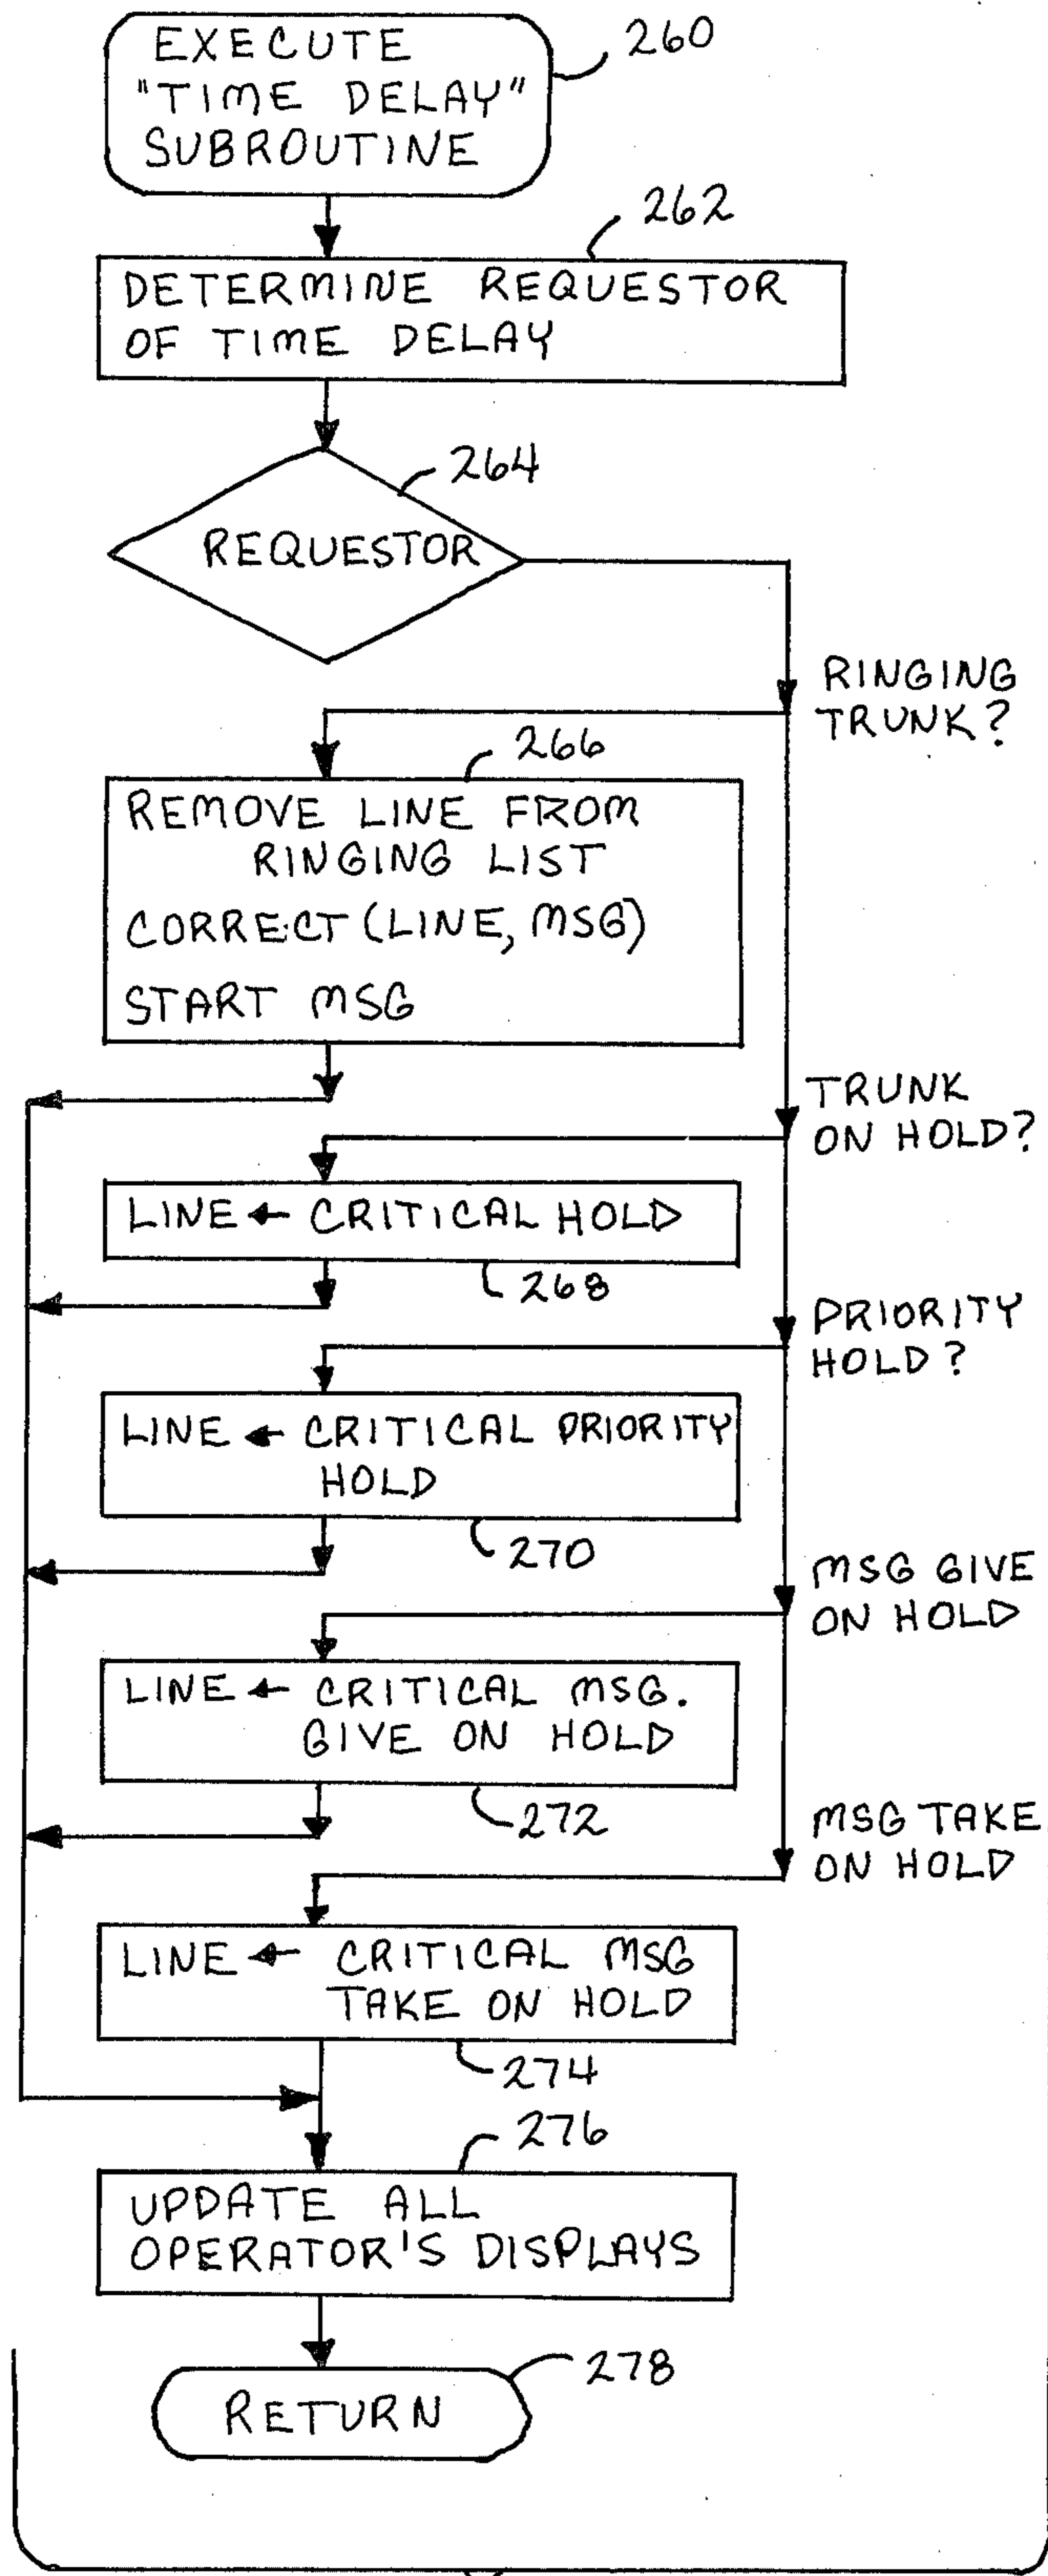 EXECUTE
"TIME DELAY"
SUBROUTINE
260
262
DETERMINE REQUESTOR
OF TIME DELAY
264
REQUESTOR
RINGING
TRUNK?
266
REMOVE LINE FROM
RINGING LIST
CORRECT (LINE, MSG)
START MSG
TRUNK
ON HOLD?
LINE ← CRITICAL HOLD
268
PRIORITY
HOLD?
LINE ← CRITICAL PRIORITY
HOLD
270
MSG GIVE
ON HOLD
LINE ← CRITICAL MSG.
GIVE ON HOLD
272
MSG TAKE
ON HOLD
LINE ← CRITICAL MSG
TAKE ON HOLD
274
276
UPDATE ALL
OPERATOR'S DISPLAYS
278
RETURN